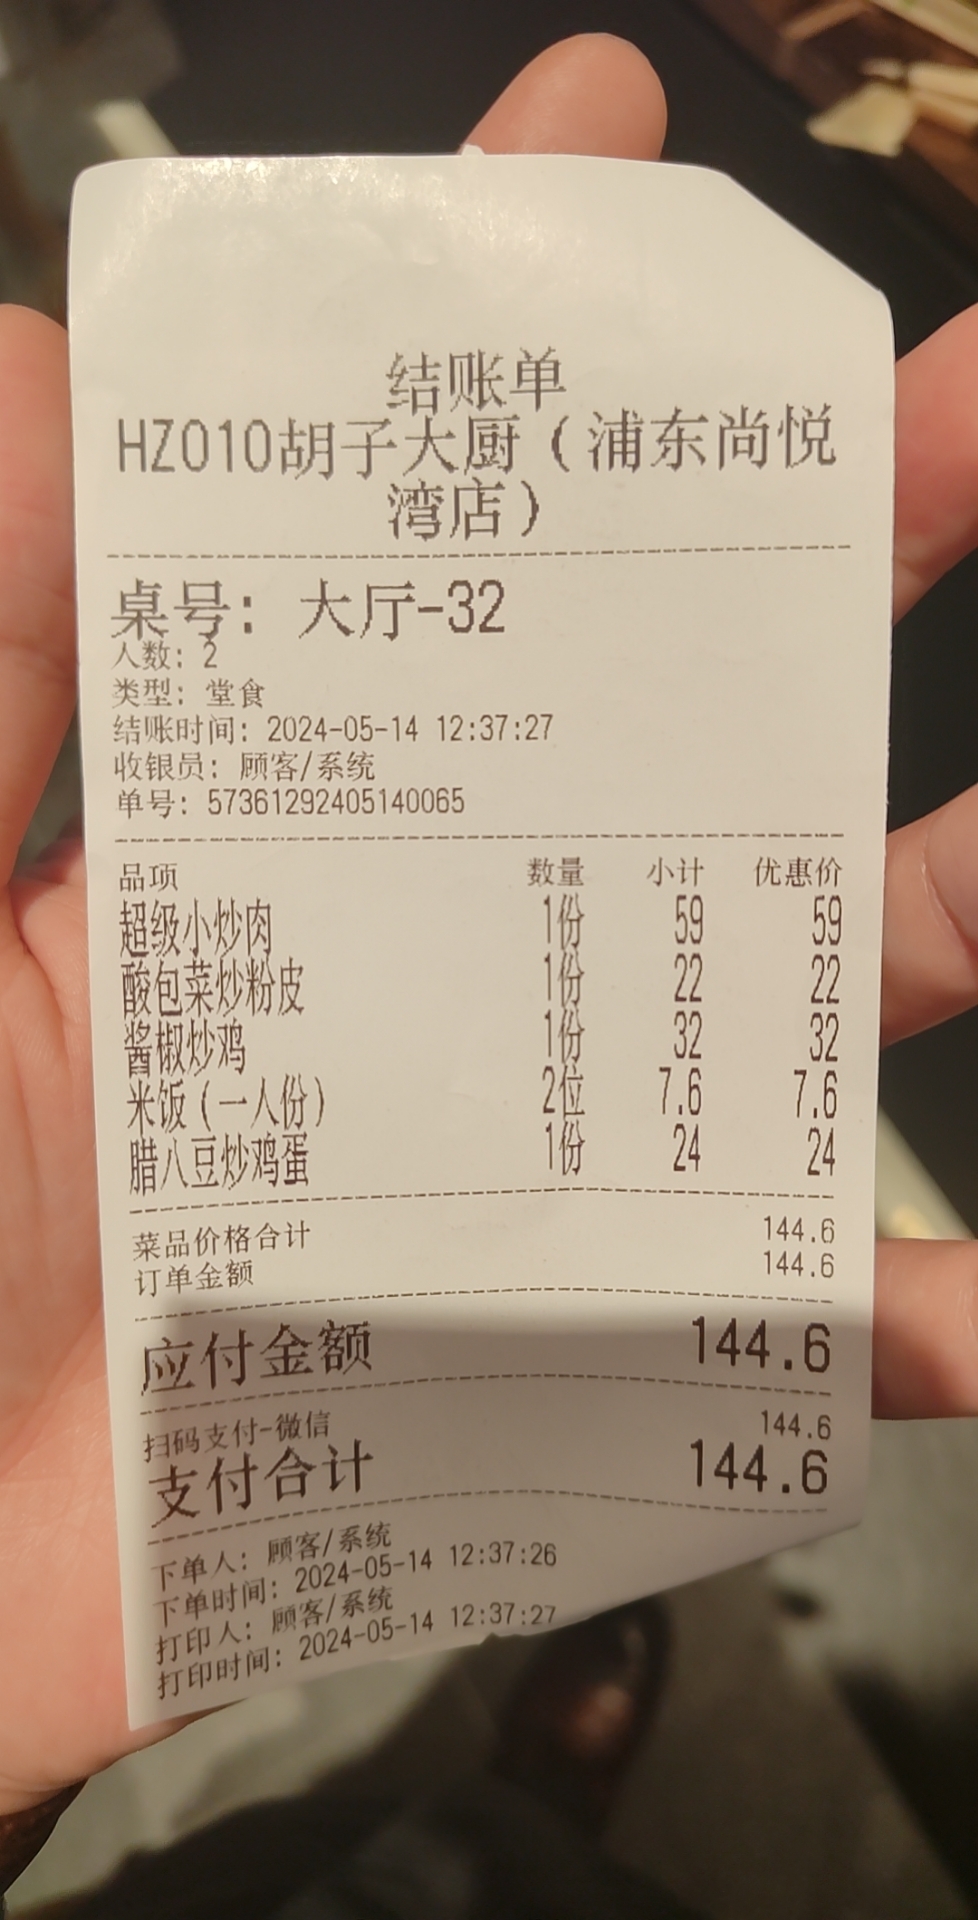 结账单
HZ010胡子大厨（浦东尚悦
湾店）
桌号: 大厅-32
人数: 2
类型: 堂食
结账时间: 2024-05-14 12:37:27
收银员: 顾客/系统
单号: 57361292405140065
品项 数量 小计 优惠价
超级小炒肉 1份 59 59
酸包菜炒粉皮 1份 22 22
酱椒炒鸡 1份 32 32
米饭(一人份) 2位 7.6 7.6
腊八豆炒鸡蛋 1份 24 24
菜品价格合计 144.6
订单金额 144.6
应付金额 144.6
扫码支付-微信 144.6
支付合计 144.6
下单人: 顾客/系统
下单时间: 2024-05-14 12:37:26
打印人: 顾客/系统
打印时间: 2024-05-14 12:37:27